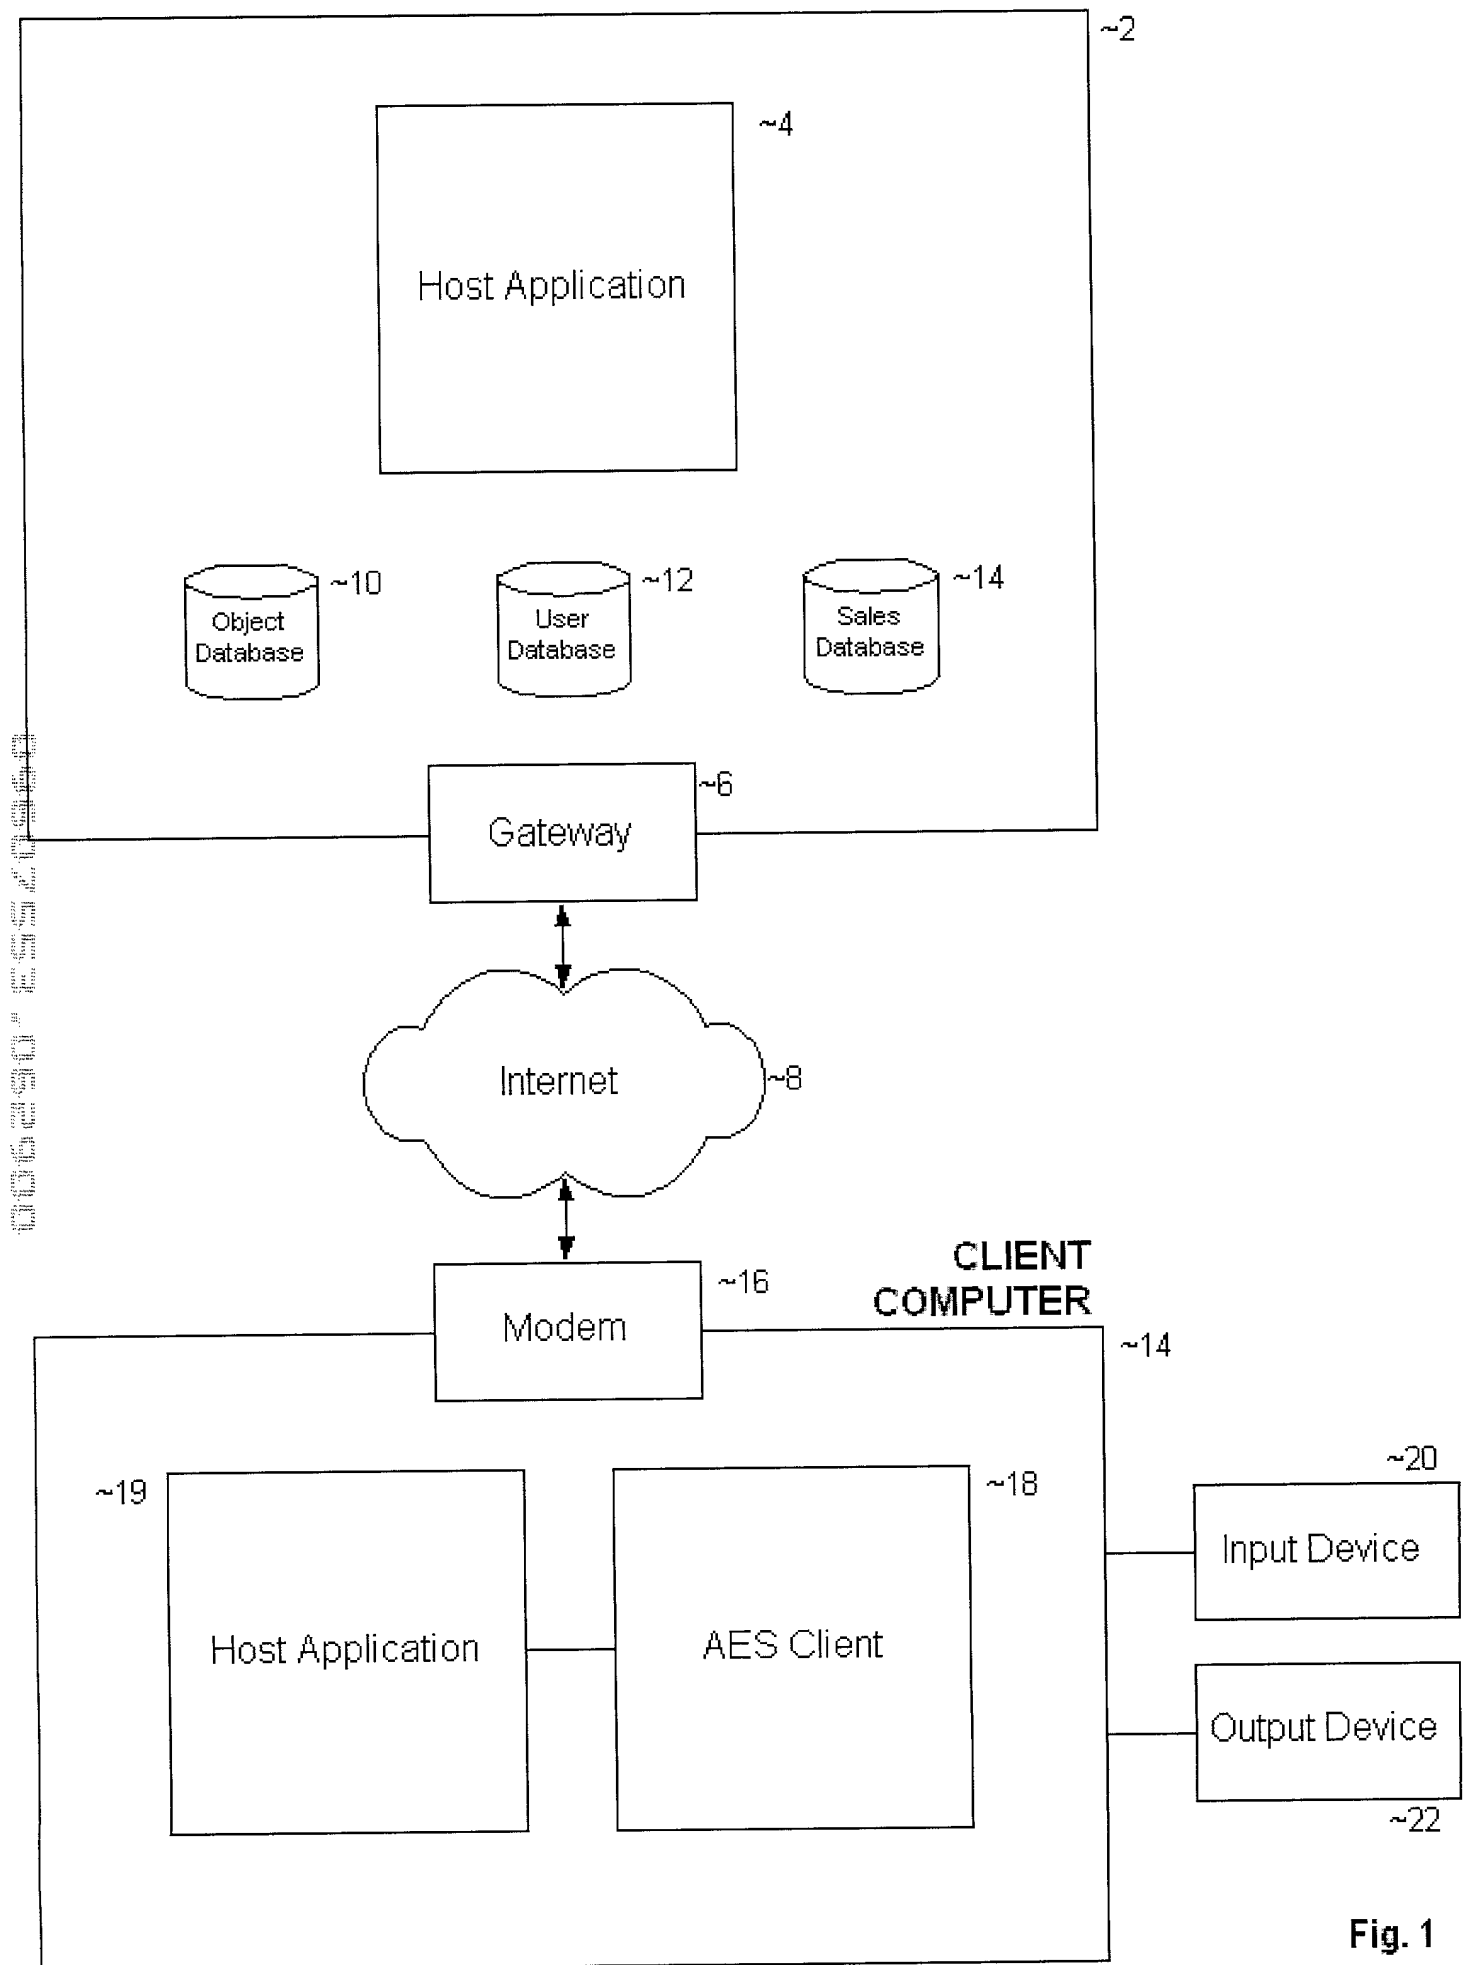 ~2
~4
Host Application
~10
~12
~14
Object
Database
User
Database
Sales
Database
~6
Gateway
Internet
~8
CLIENT
COMPUTER
~16
Modem
~14
~19
~18
~20
Input Device
Host Application
AES Client
Output Device
~22
Fig. 1